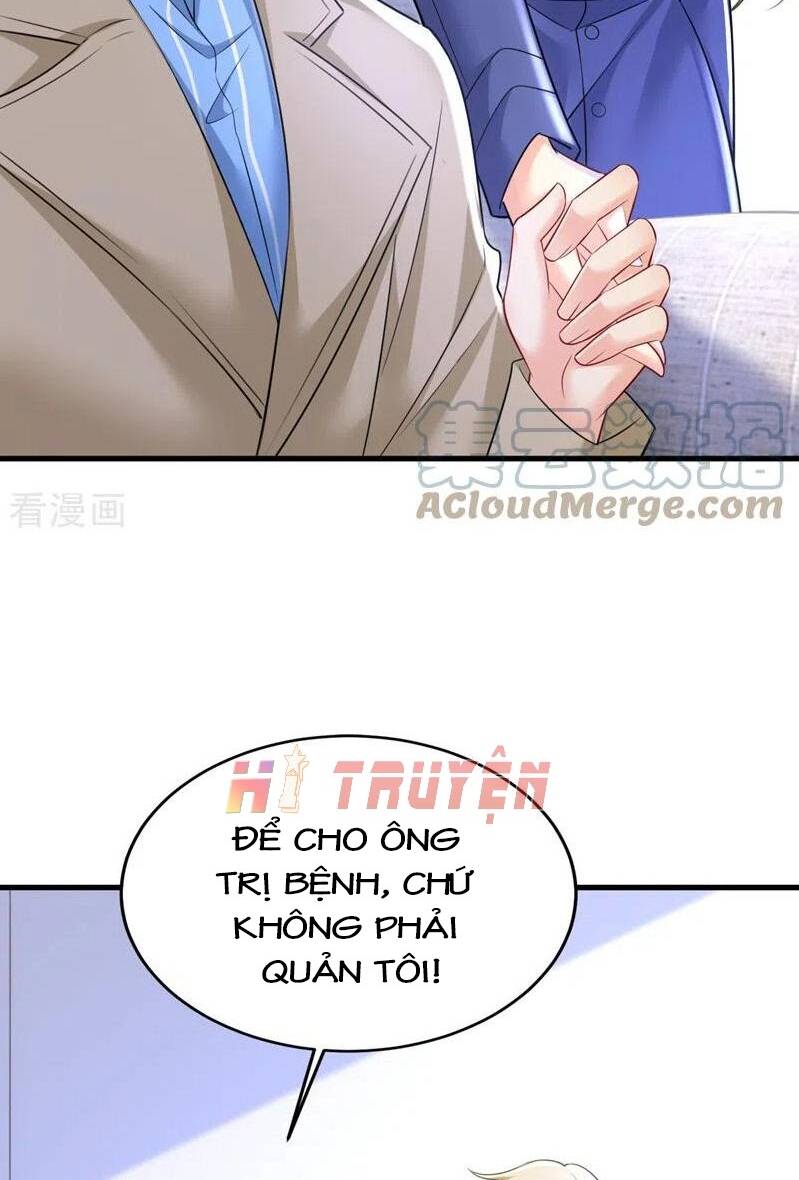 集云数据
ACloudMerge.com
看漫画
HI TRUYỆN
ĐỂ CHO ÔNG
TRỊ BỆNH, CHỨ
KHÔNG PHẢI
QUẢN TÔI!